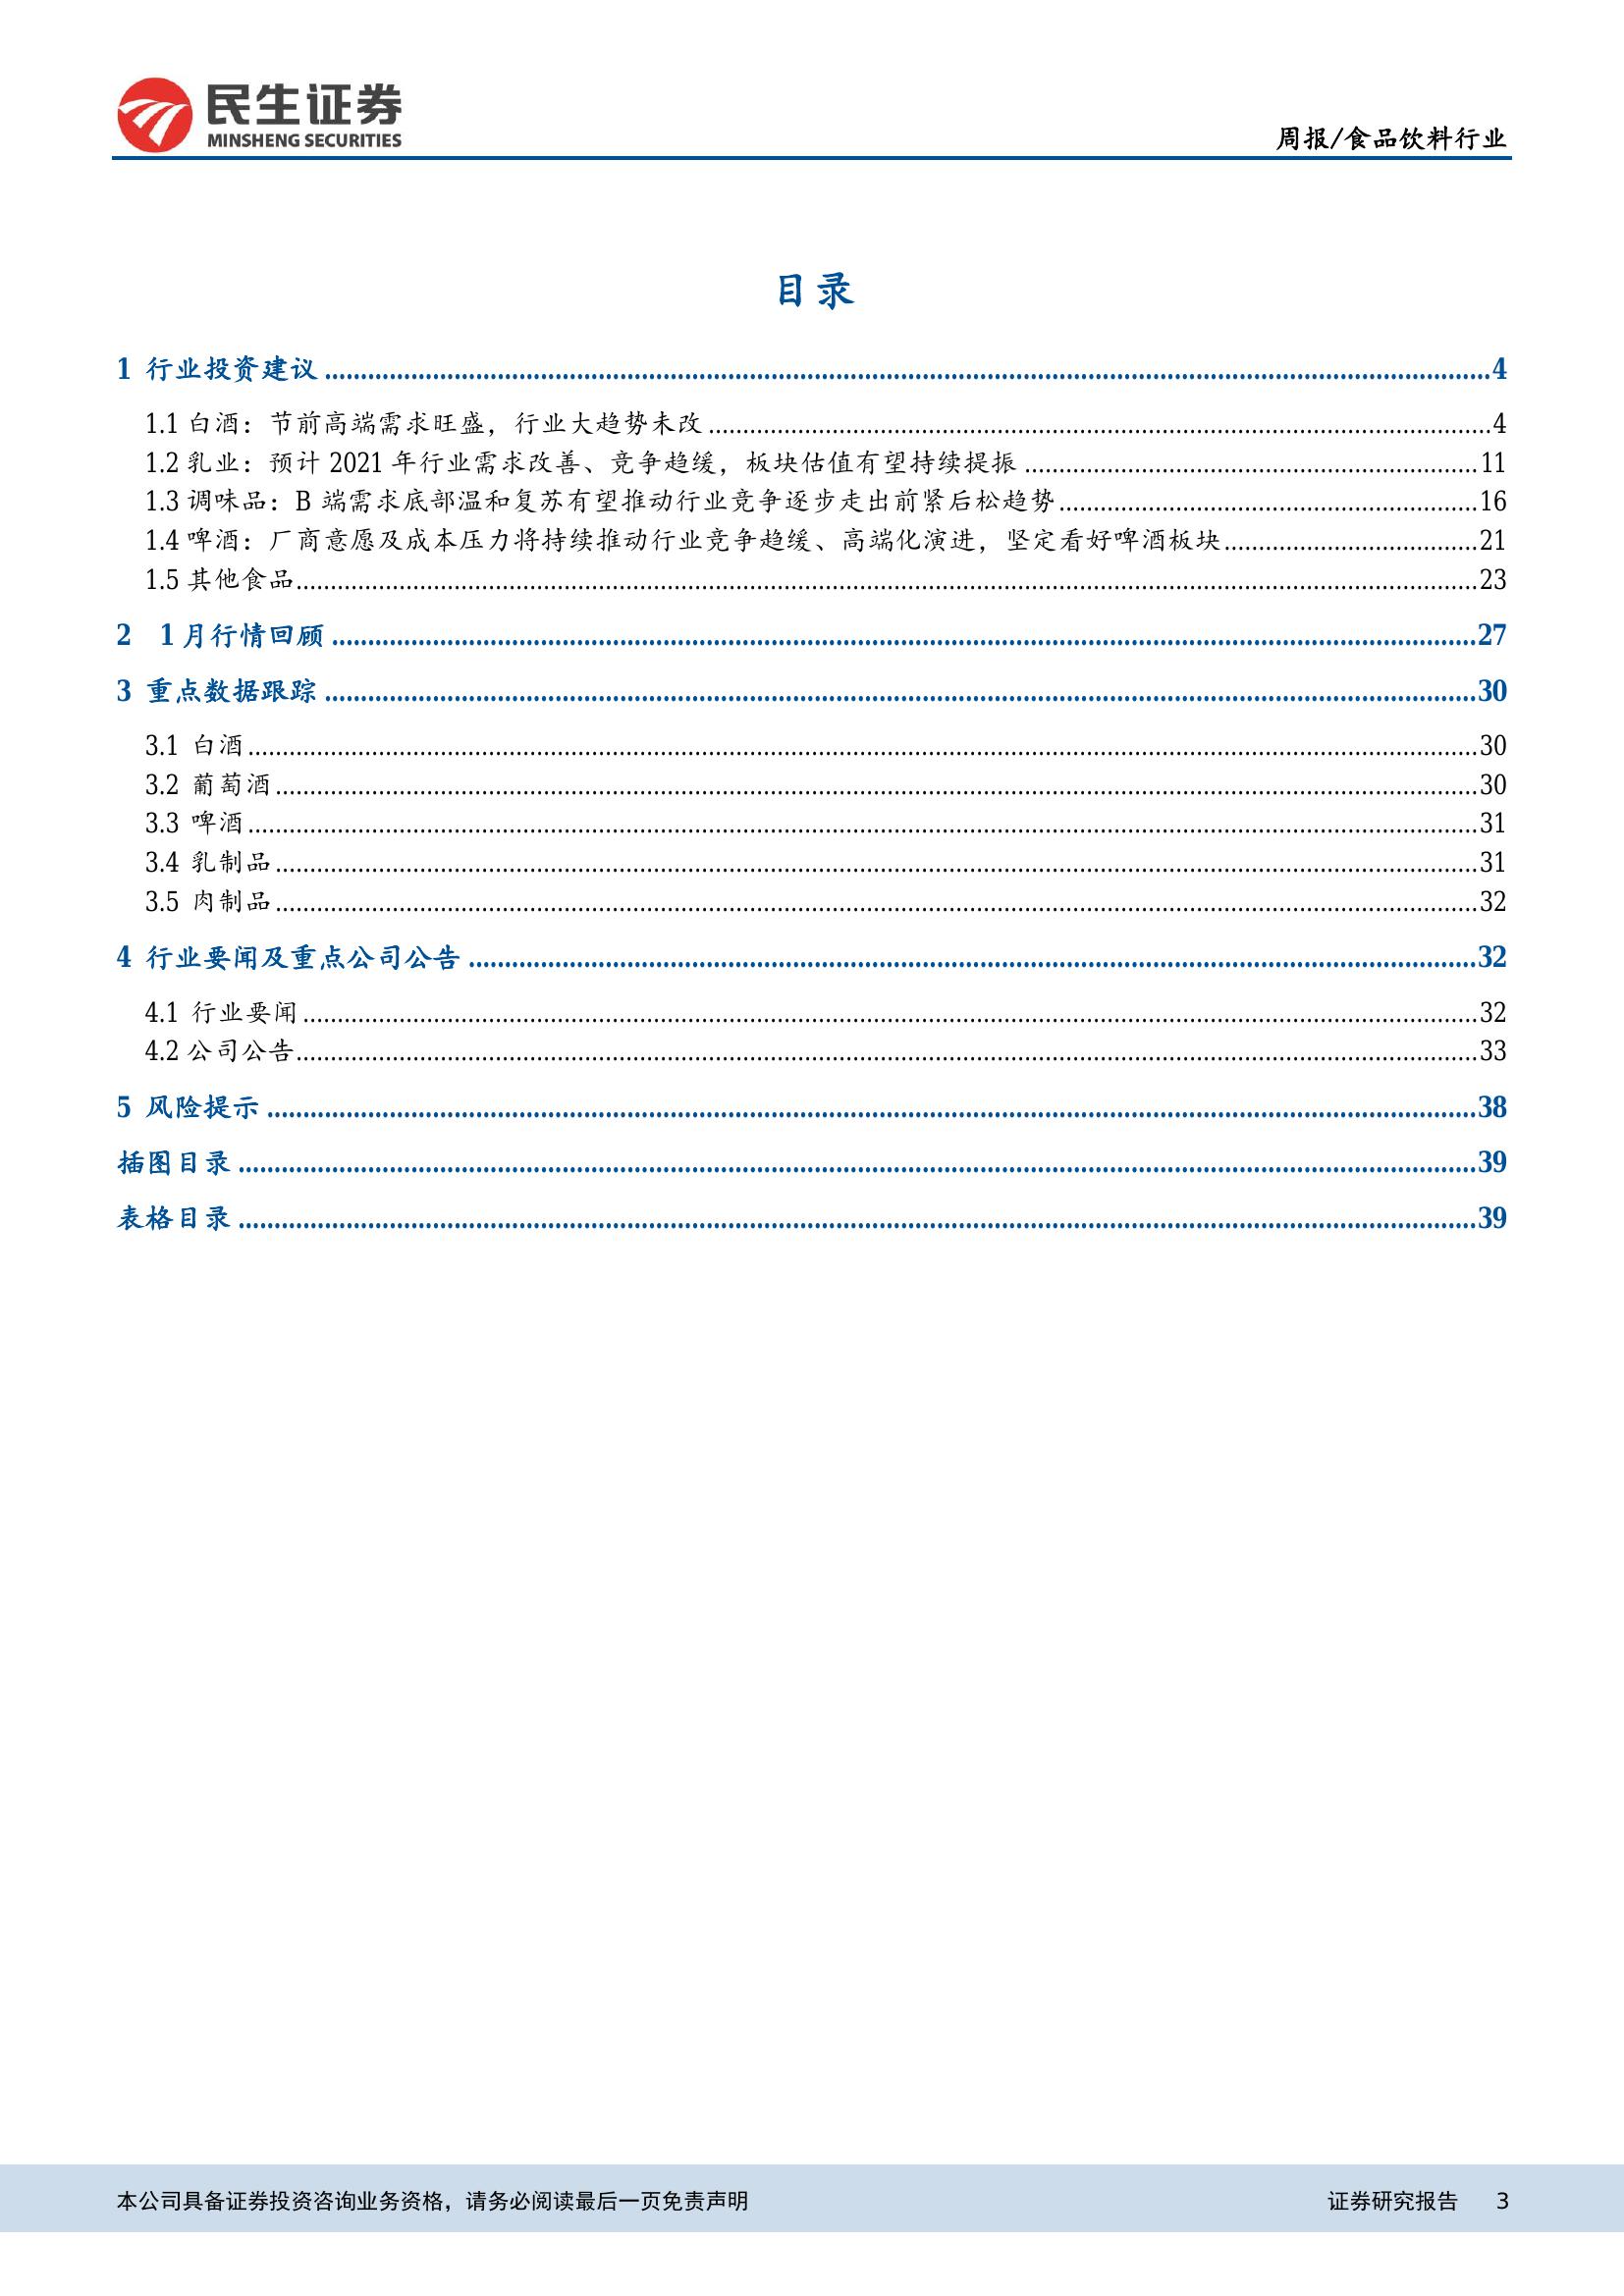 民生证券
MINSHENG SECURITIES
周报/食品饮料行业
目录
1 行业投资建议 4
1.1 白酒：节前高端需求旺盛，行业大趋势未改 4
1.2 乳业：预计 2021 年行业需求改善、竞争趋缓，板块估值有望持续提振 11
1.3 调味品：B 端需求底部温和复苏有望推动行业竞争逐步走出前紧后松趋势 16
1.4 啤酒：厂商意愿及成本压力将持续推动行业竞争趋缓、高端化演进，坚定看好啤酒板块 21
1.5 其他食品 23
2 1 月行情回顾 27
3 重点数据跟踪 30
3.1 白酒 30
3.2 葡萄酒 30
3.3 啤酒 31
3.4 乳制品 31
3.5 肉制品 32
4 行业要闻及重点公司公告 32
4.1 行业要闻 32
4.2 公司公告 33
5 风险提示 38
插图目录 39
表格目录 39
本公司具备证券投资咨询业务资格，请务必阅读最后一页免责声明 证券研究报告 3